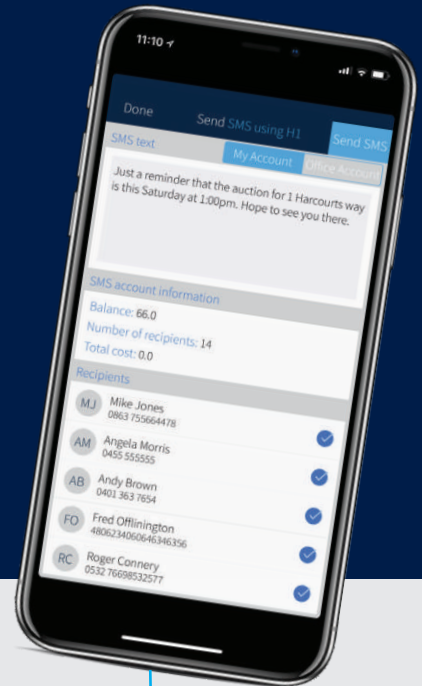 11:10
Done Send SMS using H1 Send SMS
SMS text My Account Office Account
Just a reminder that the auction for 1 Harcourts way
is this Saturday at 1:00pm. Hope to see you there.
SMS account information
Balance: 66.0
Number of recipients: 14
Total cost: 0.0
Recipients
MJ Mike Jones
0863 755664478
AM Angela Morris
0455 555555
AB Andy Brown
0401 363 7654
FO Fred Offlinington
4806234060646346356
RC Roger Connery
0532 76698532577